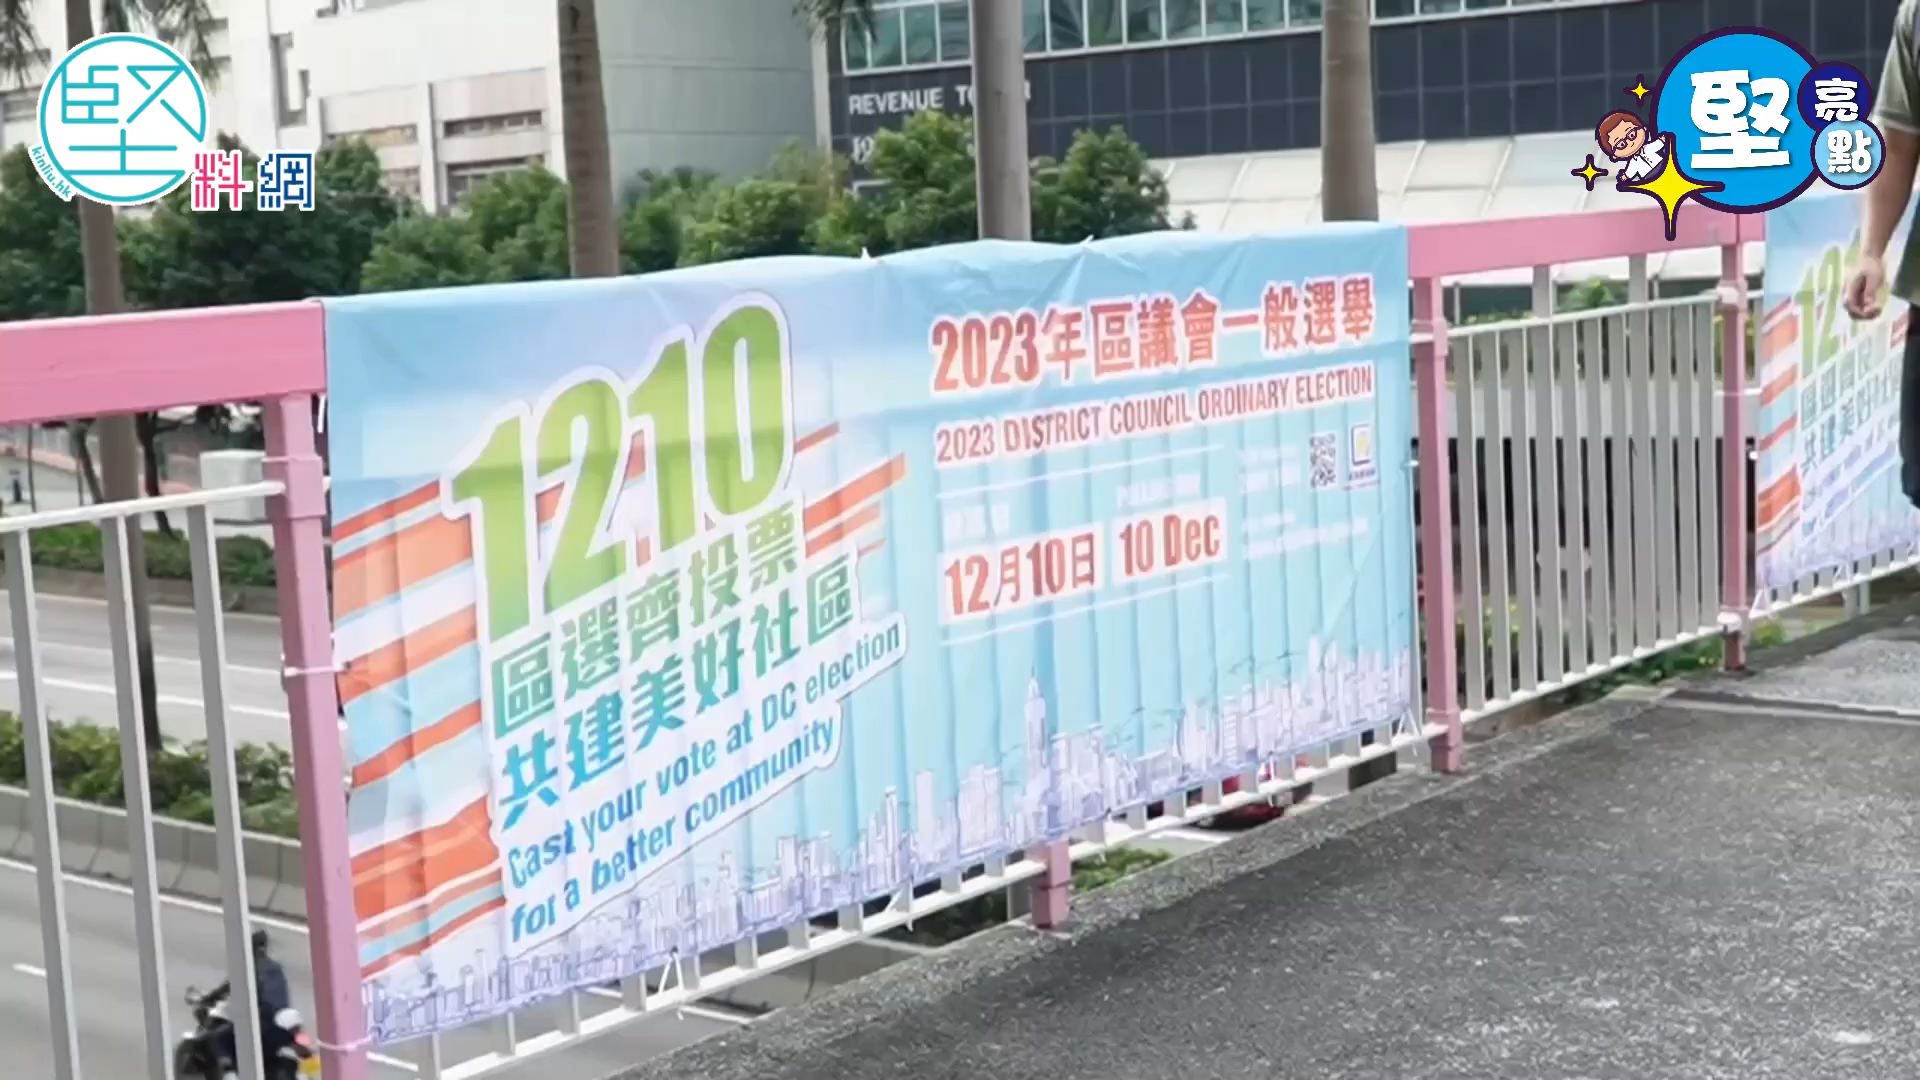 堅料網
kinliu.hk
堅
亮點
REVENUE
1210
區選齊投票
共建美好社區
Cast your vote at DC election
for a better community
2023年區議會一般選舉
2023 DISTRICT COUNCIL ORDINARY ELECTION
12月10日
10 Dec